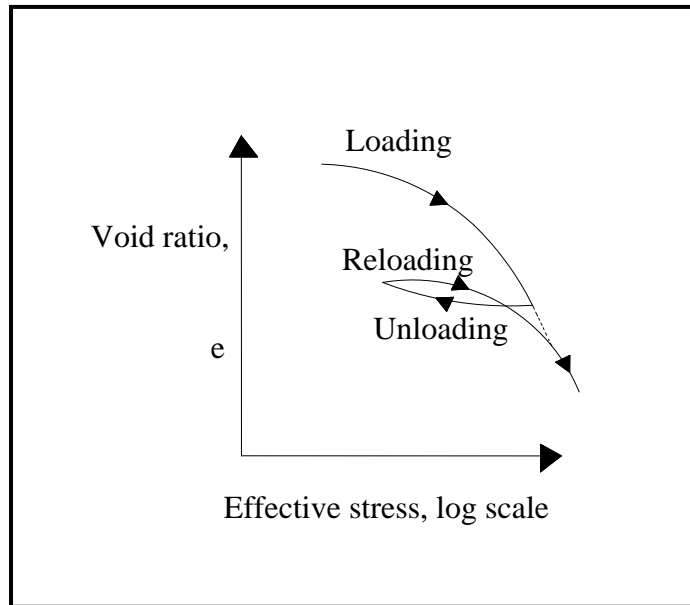 Loading
Void ratio,
Reloading
Unloading
e
Effective stress, log scale